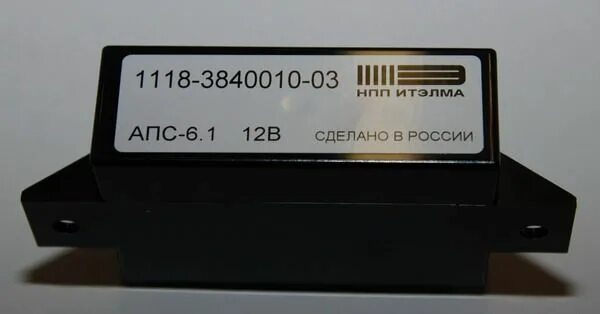 1118-3840010-03
НПП ИТЭЛМА
АПС-6.1 12В СДЕЛАНО В РОССИИ